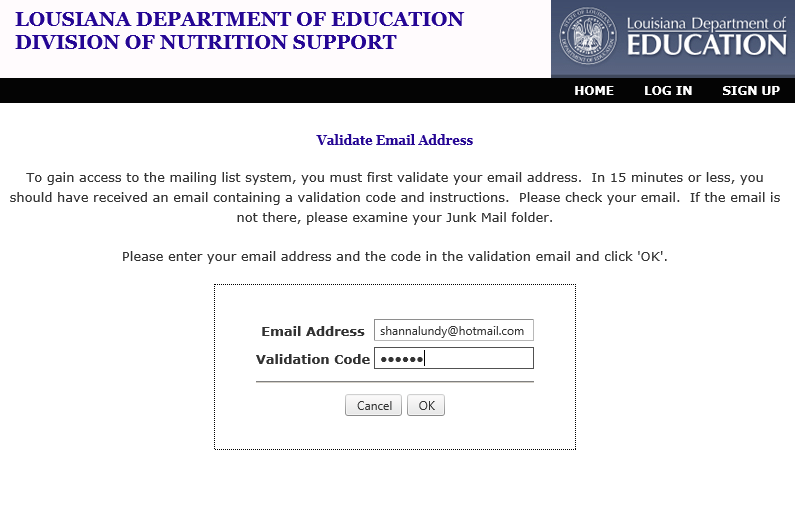 LOUSIANA DEPARTMENT OF EDUCATION
DIVISION OF NUTRITION SUPPORT
Louisiana Department of
EDUCATION
HOME LOG IN SIGN UP
Validate Email Address
To gain access to the mailing list system, you must first validate your email address. In 15 minutes or less, you
should have received an email containing a validation code and instructions. Please check your email. If the email is
not there, please examine your Junk Mail folder.
Please enter your email address and the code in the validation email and click 'OK'.
Email Address shannalundy@hotmail.com
Validation Code ••••••
Cancel OK